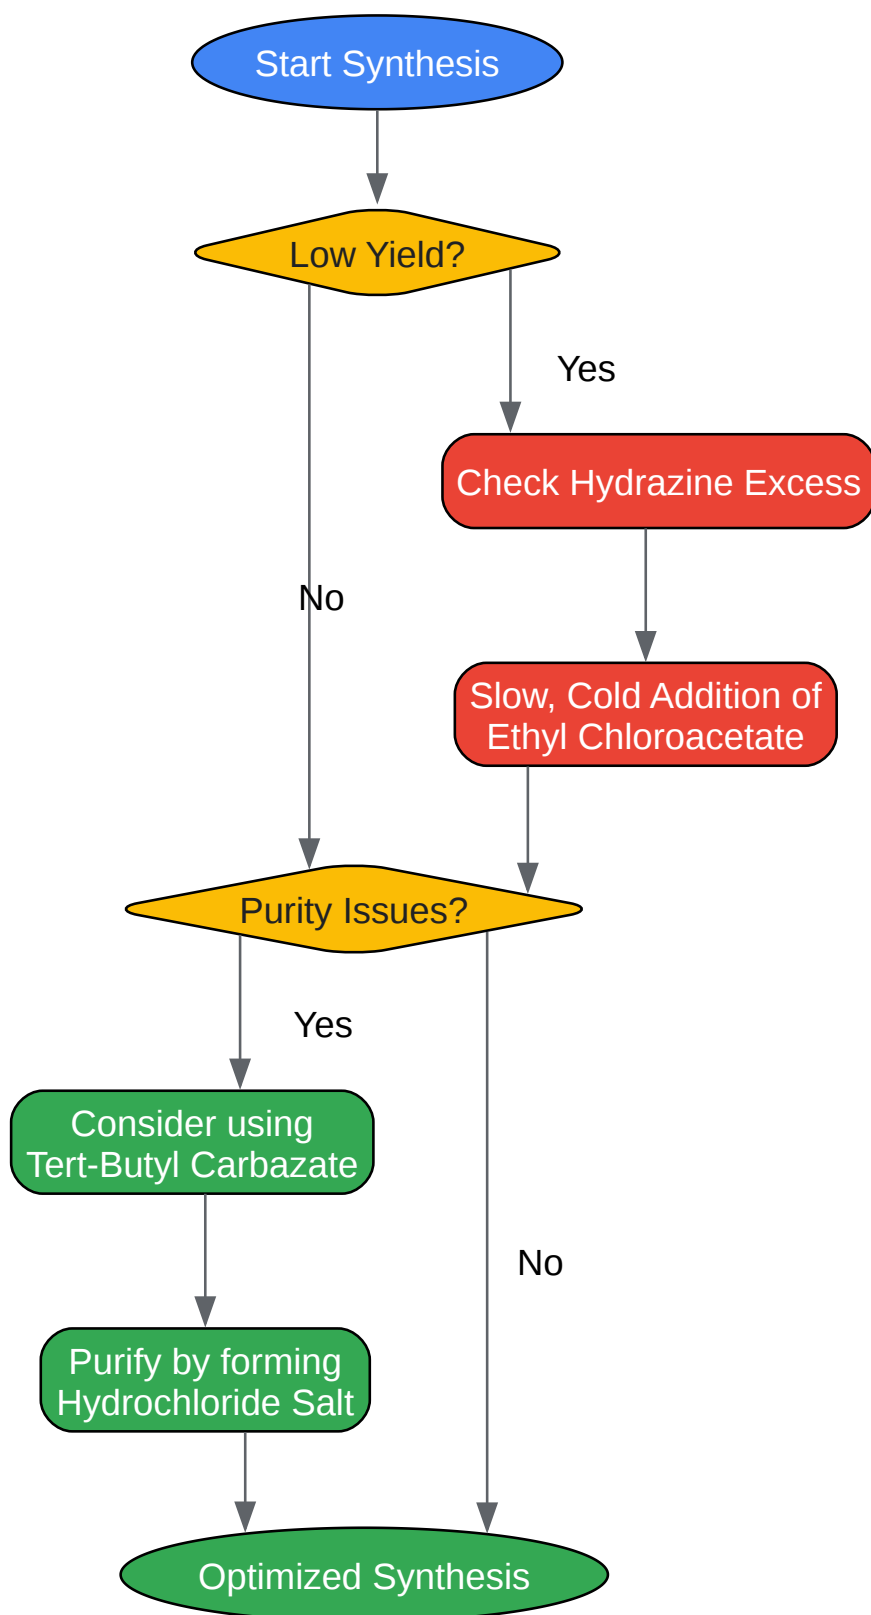 Start Synthesis
Low Yield?
Yes
Check Hydrazine Excess
No
Slow, Cold Addition of
Ethyl Chloroacetate
Purity Issues?
Yes
Consider using
Tert-Butyl Carbazate
No
Purify by forming
Hydrochloride Salt
Optimized Synthesis